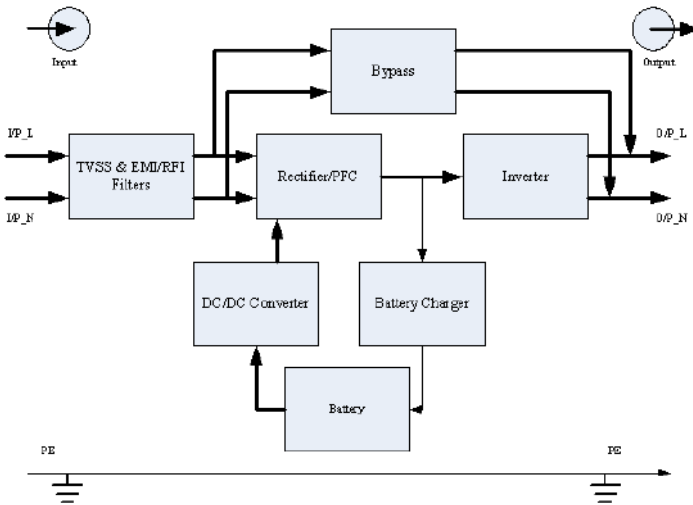 Input
Output
Bypass
I/P_L
O/P_L
TVSS & EMI/RFI
Filters
Rectifier/PFC
Inverter
I/P_N
O/P_N
DC/DC Converter
Battery Charger
Battery
PE
PE